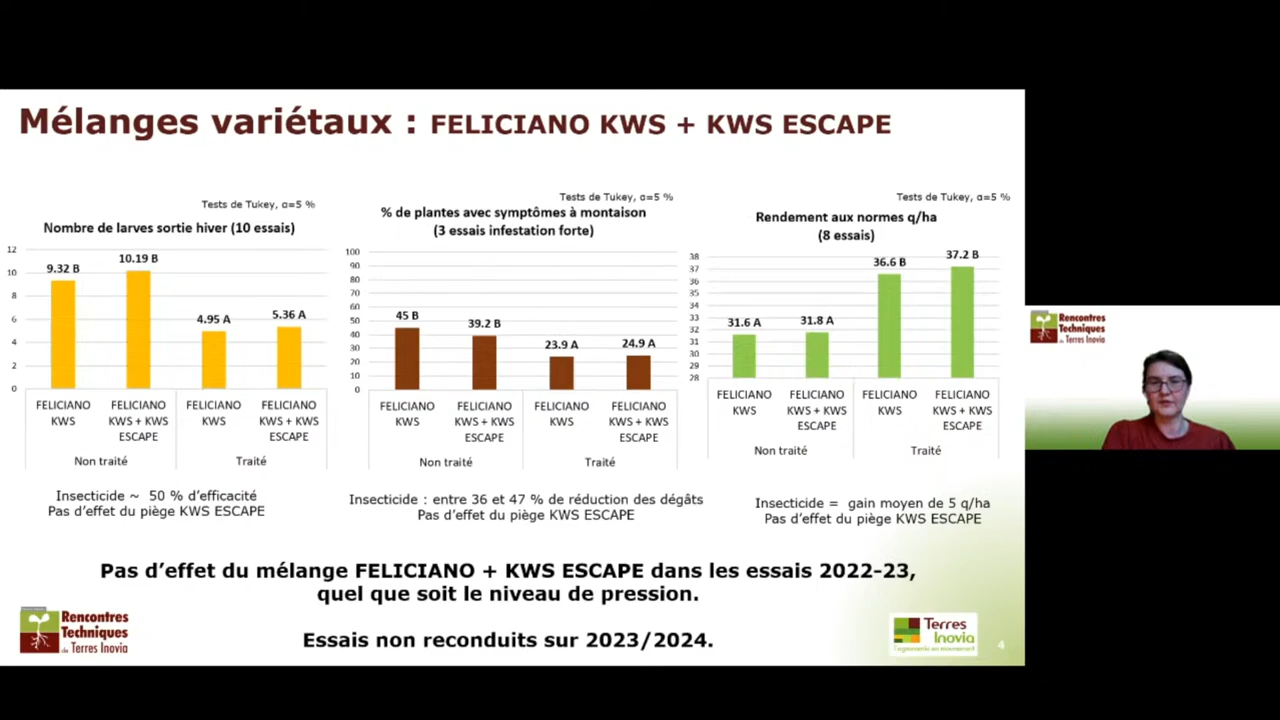 Mélanges variétaux : FELICIANO KWS + KWS ESCAPE
Tests de Tukey, α=5 %
Nombre de larves sortie hiver (10 essais)
12
10
8
6
4
2
0
9.32 B
10.19 B
4.95 A
5.36 A
FELICIANO KWS
FELICIANO KWS + KWS ESCAPE
FELICIANO KWS
FELICIANO KWS + KWS ESCAPE
Non traité
Traité
Insecticide ~ 50 % d'efficacité
Pas d'effet du piège KWS ESCAPE
Tests de Tukey, α=5 %
% de plantes avec symptômes à montaison
(3 essais infestation forte)
100
90
80
70
60
50
40
30
20
10
0
45 B
39.2 B
23.9 A
24.9 A
FELICIANO KWS
FELICIANO KWS + KWS ESCAPE
FELICIANO KWS
FELICIANO KWS + KWS ESCAPE
Non traité
Traité
Insecticide : entre 36 et 47 % de réduction des dégâts
Pas d'effet du piège KWS ESCAPE
Tests de Tukey, α=5 %
Rendement aux normes q/ha
(8 essais)
38
37
36
35
34
33
32
31
30
29
28
31.6 A
31.8 A
36.6 B
37.2 B
FELICIANO KWS
FELICIANO KWS + KWS ESCAPE
FELICIANO KWS
FELICIANO KWS + KWS ESCAPE
Non traité
Traité
Insecticide = gain moyen de 5 q/ha
Pas d'effet du piège KWS ESCAPE
Pas d'effet du mélange FELICIANO + KWS ESCAPE dans les essais 2022-23,
quel que soit le niveau de pression.
Essais non reconduits sur 2023/2024.
Rencontres
Techniques
de Terres Inovia
Terres
Inovia
l'agronomie en mouvement
4
Rencontres
Techniques
de Terres Inovia